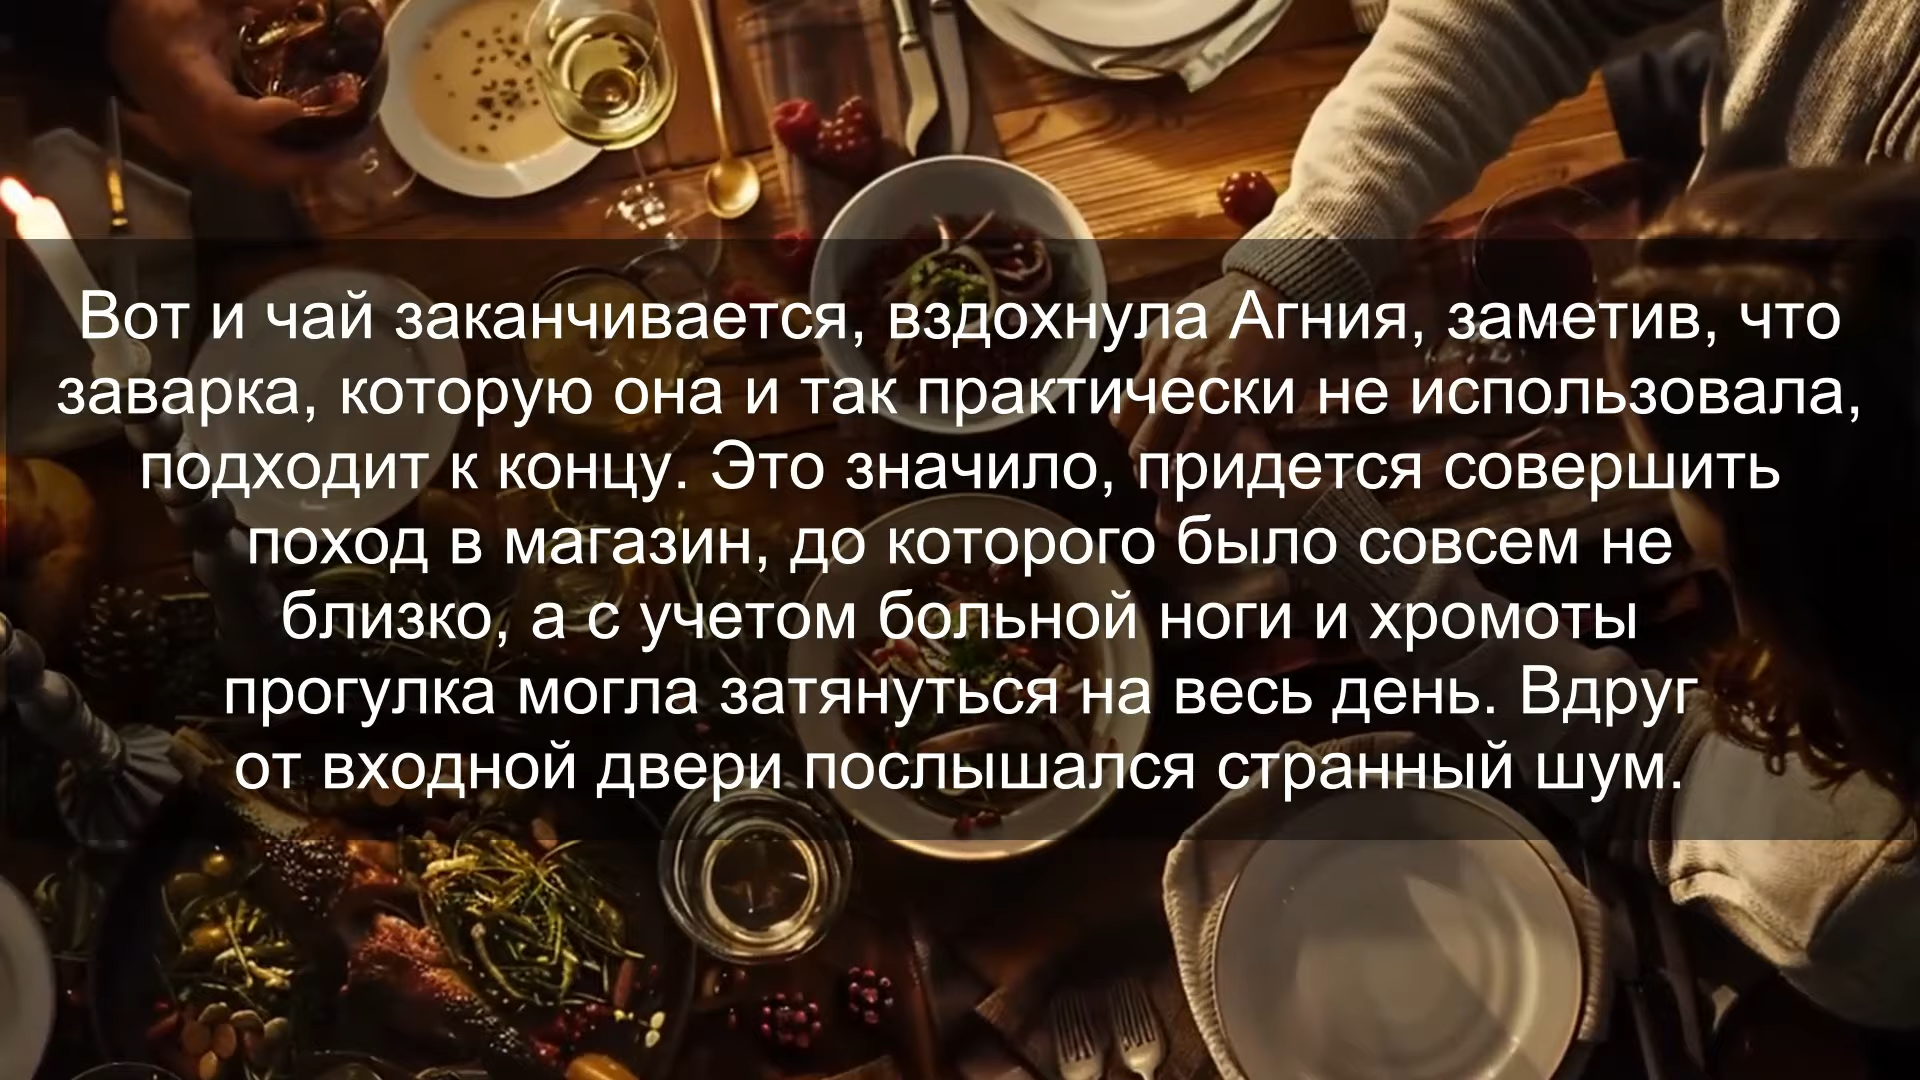 Вот и чай заканчивается, вздохнула Агния, заметив, что
заварка, которую она и так практически не использовала,
подходит к концу. Это значило, придется совершить
поход в магазин, до которого было совсем не
близко, а с учетом больной ноги и хромоты
прогулка могла затянуться на весь день. Вдруг
от входной двери послышался странный шум.